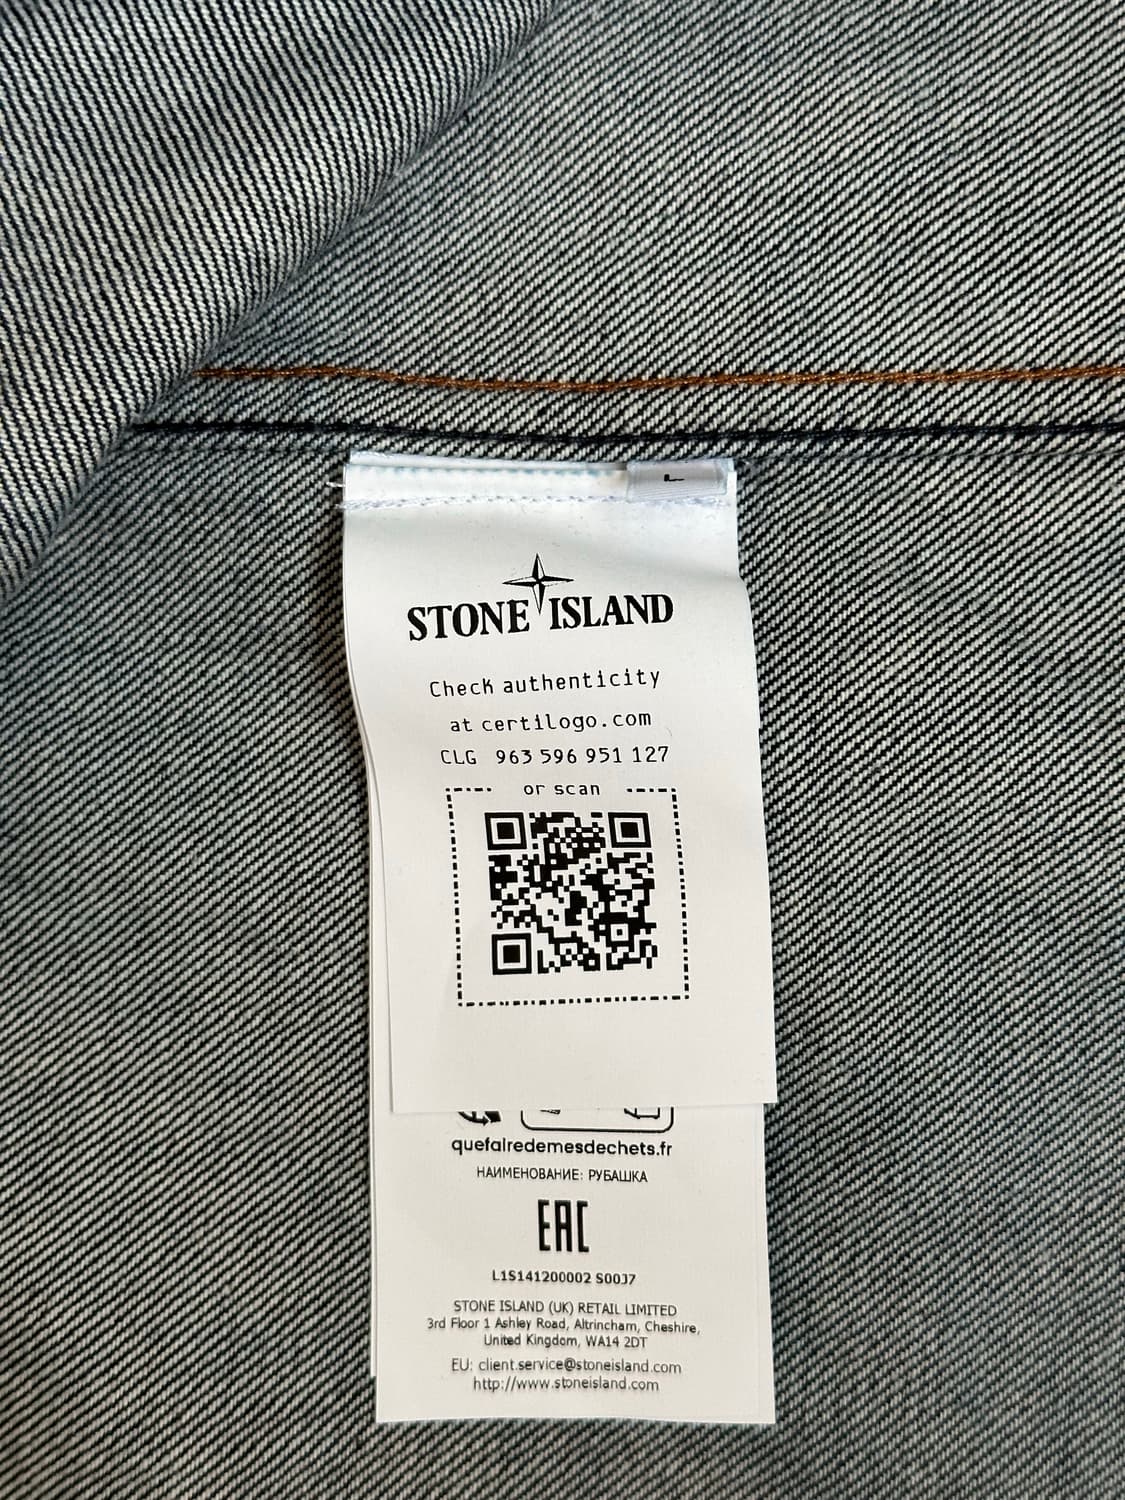 L
STONE ISLAND
Check authenticity
at certilogo.com
CLG 963 596 951 127
or scan
quefairedemesdechets.fr
НАИМЕНОВАНИЕ: РУБАШКА
EAC
L1S141200002 S00J7
STONE ISLAND (UK) RETAIL LIMITED
3rd Floor 1 Ashley Road, Altrincham, Cheshire,
United Kingdom, WA14 2DT
EU: client.service@stoneisland.com
http://www.stoneisland.com